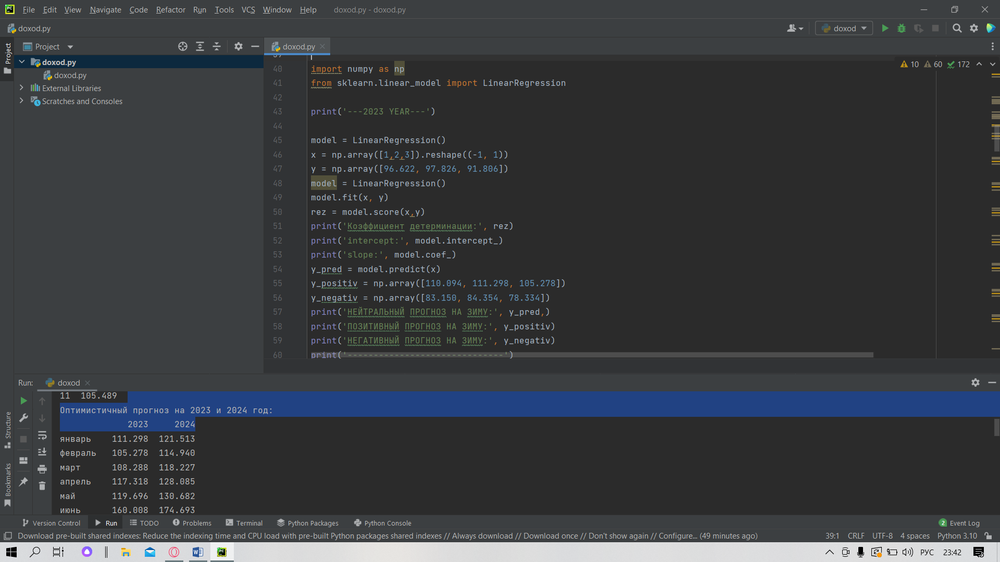 File Edit View Navigate Code Refactor Run Tools VCS Window Help doxod.py - doxod.py
doxod.py
doxod
Project
Project
doxod.py
doxod.py
External Libraries
Scratches and Consoles
doxod.py
10 60 172
39
40 import numpy as np
41 from sklearn.linear_model import LinearRegression
42
43 print('---2023 YEAR---')
44
45 model = LinearRegression()
46 x = np.array([1,2,3]).reshape((-1, 1))
47 y = np.array([96.622, 97.826, 91.806])
48 model = LinearRegression()
49 model.fit(x, y)
50 rez = model.score(x,y)
51 print('Коэффициент детерминации:', rez)
52 print('intercept:', model.intercept_)
53 print('slope:', model.coef_)
54 y_pred = model.predict(x)
55 y_positiv = np.array([110.094, 111.298, 105.278])
56 y_negativ = np.array([83.150, 84.354, 78.334])
57 print('НЕЙТРАЛЬНЫЙ ПРОГНОЗ НА ЗИМУ:', y_pred,)
58 print('ПОЗИТИВНЫЙ ПРОГНОЗ НА ЗИМУ:', y_positiv)
59 print('НЕГАТИВНЫЙ ПРОГНОЗ НА ЗИМУ:', y_negativ)
60 print('------------------------------')
Run: doxod
11 105.489
Оптимистичный прогноз на 2023 и 2024 год:
2023 2024
январь 111.298 121.513
февраль 105.278 114.940
март 108.288 118.227
апрель 117.318 128.085
май 119.696 130.682
июнь 160.008 174.693
Structure
Bookmarks
Version Control Run TODO Problems Terminal Python Packages Python Console 2 Event Log
Download pre-built shared indexes: Reduce the indexing time and CPU load with pre-built Python packages shared indexes // Always download // Download once // Don't show again // Configure... (49 minutes ago) 39:1 CRLF UTF-8 4 spaces Python 3.10
РУС 23:42